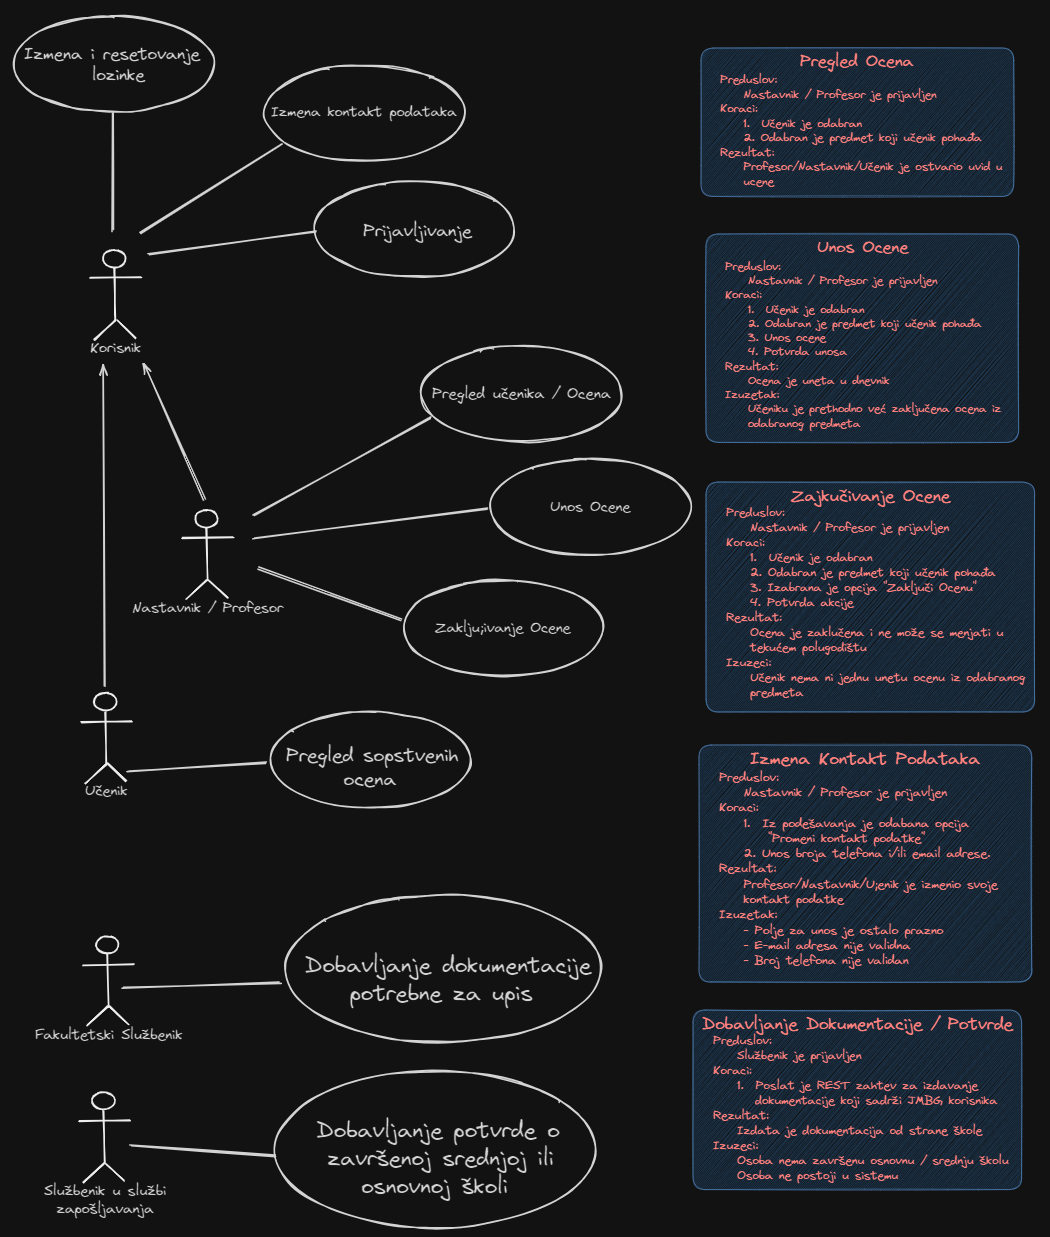 Izmena i resetovanje
lozinke
Izmena kontakt podataka
Prijavljivanje
Korisnik
Pregled učenika / Ocena
Unos Ocene
Nastavnik / Profesor
Zaklju;ivanje Ocene
Učenik
Pregled sopstvenih
ocena
Fakultetski Službenik
Dobavljanje dokumentacije
potrebne za upis
Službenik u službi
zapošljavanja
Dobavljanje potvrde o
završenoj srednjoj ili
osnovnoj školi
Pregled Ocena
Preduslov:
Nastavnik / Profesor je prijavljen
Koraci:
1. Učenik je odabran
2. Odabran je predmet koji učenik pohađa
Rezultat:
Profesor/Nastavnik/Učenik je ostvario uvid u
ucene
Unos Ocene
Preduslov:
Nastavnik / Profesor je prijavljen
Koraci:
1. Učenik je odabran
2. Odabran je predmet koji učenik pohađa
3. Unos ocene
4. Potvrda unosa
Rezultat:
Ocena je uneta u dnevnik
Izuzetak:
Učeniku je prethodno već zaključena ocena iz
odabranog predmeta
Zajkučivanje Ocene
Preduslov:
Nastavnik / Profesor je prijavljen
Koraci:
1. Učenik je odabran
2. Odabran je predmet koji učenik pohađa
3. Izabrana je opcija "Zaključi Ocenu"
4. Potvrda akcije
Rezultat:
Ocena je zaklučena i ne može se menjati u
tekućem polugodištu
Izuzeci:
Učenik nema ni jednu unetu ocenu iz odabranog
predmeta
Izmena Kontakt Podataka
Preduslov:
Nastavnik / Profesor je prijavljen
Koraci:
1. Iz podešavanja je odabana opcija
"Promeni kontakt podatke"
2. Unos broja telefona i/ili email adrese.
Rezultat:
Profesor/Nastavnik/U;enik je izmenio svoje
kontakt podatke
Izuzetak:
- Polje za unos je ostalo prazno
- E-mail adresa nije validna
- Broj telefona nije validan
Dobavljanje Dokumentacije / Potvrde
Preduslov:
Službenik je prijavljen
Koraci:
1. Poslat je REST zahtev za izdavanje
dokumentacije koji sadrži JMBG korisnika
Rezultat:
Izdata je dokumentacija od strane škole
Izuzeci:
Osoba nema završenu osnovnu / srednju školu
Osoba ne postoji u sistemu